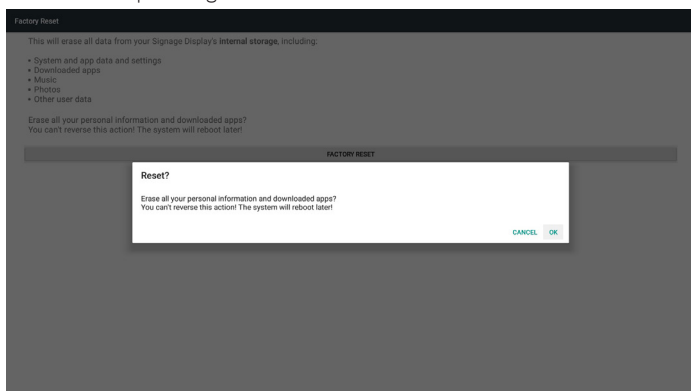 Factory Reset
This will erase all data from your Signage Display's internal storage, including:
• System and app data and settings
• Downloaded apps
• Music
• Photos
• Other user data
Erase all your personal information and downloaded apps?
You can't reverse this action! The system will reboot later!
FACTORY RESET
Reset?
Erase all your personal information and downloaded apps?
You can't reverse this action! The system will reboot later!
CANCEL OK